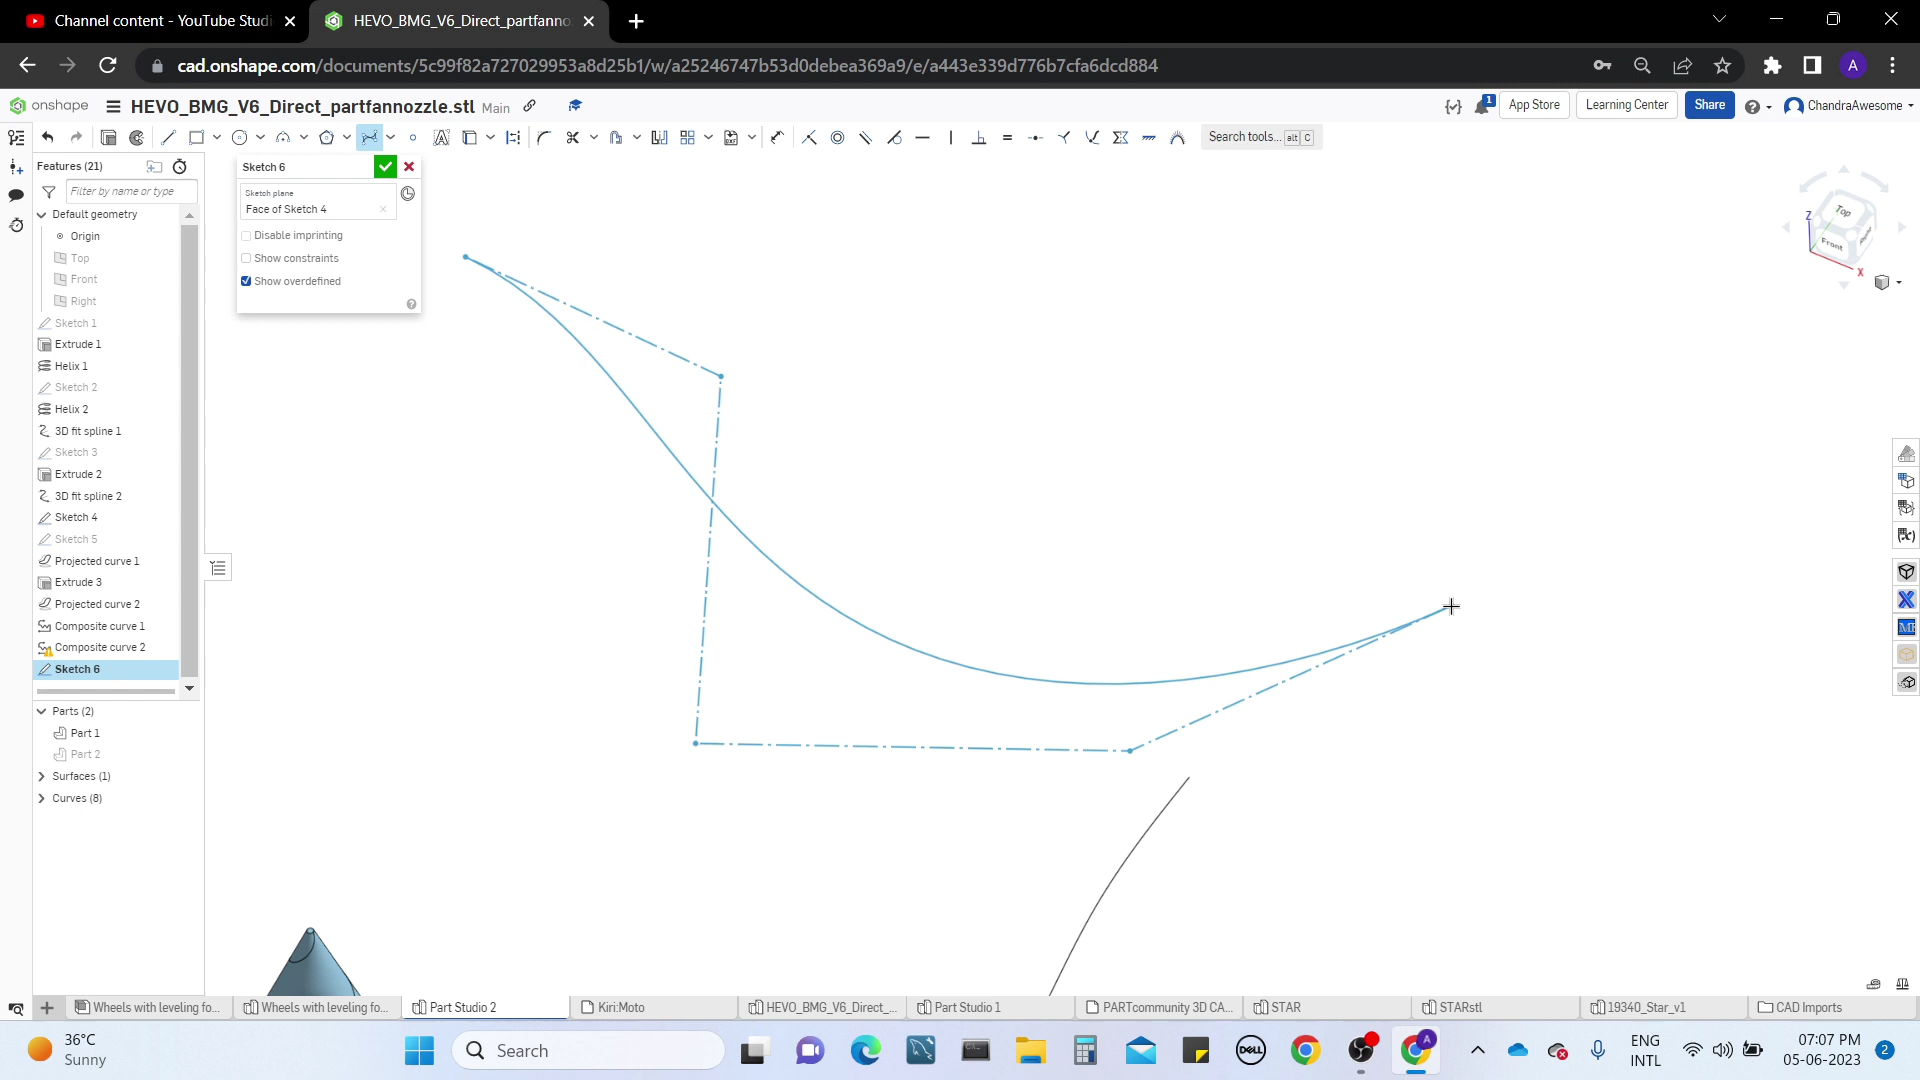 Channel content - YouTube Studi
HEVO_BMG_V6_Direct_partfanno
cad.onshape.com/documents/5c99f82a727029953a8d25b1/w/a25246747b53d0debea369a9/e/a443e339d776b7cfa6dcd884
A
onshape
HEVO_BMG_V6_Direct_partfannozzle.stl Main
1
App Store
Learning Center
Share
ChandraAwesome
Search tools... alt C
Features (21)
Filter by name or type
Default geometry
Origin
Top
Front
Right
Sketch 1
Extrude 1
Helix 1
Sketch 2
Helix 2
3D fit spline 1
Sketch 3
Extrude 2
3D fit spline 2
Sketch 4
Sketch 5
Projected curve 1
Extrude 3
Projected curve 2
Composite curve 1
Composite curve 2
Sketch 6
Parts (2)
Part 1
Part 2
Surfaces (1)
Curves (8)
Sketch 6
Sketch plane
Face of Sketch 4
Disable imprinting
Show constraints
Show overdefined
Z
Top
Front
X
Wheels with leveling fo...
Wheels with leveling fo...
Part Studio 2
Kiri:Moto
HEVO_BMG_V6_Direct_...
Part Studio 1
PARTcommunity 3D CA...
STAR
STARstl
19340_Star_v1
CAD Imports
36°C
Sunny
Search
DELL
A
ENG
INTL
07:07 PM
05-06-2023
2